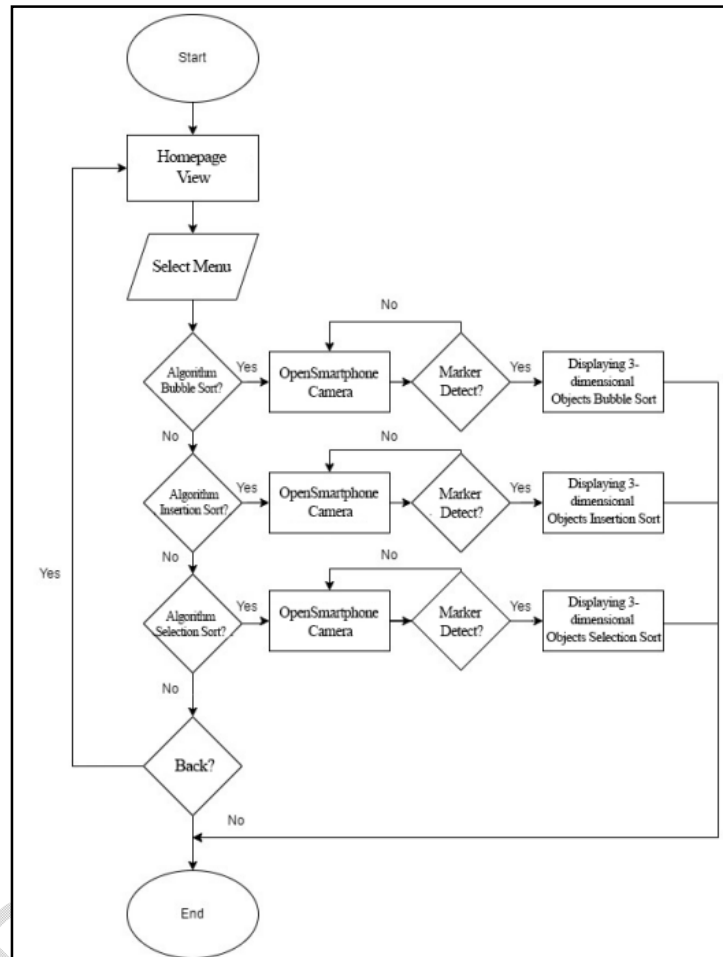 Start
Homepage
View
Select Menu
No
Algorithm
Bubble Sort?
Yes
OpenSmartphone
Camera
Marker
Detect?
Yes
Displaying 3-
dimensional
Objects Bubble Sort
No
No
Algorithm
Insertion Sort?
Yes
OpenSmartphone
Camera
Marker
Detect?
Yes
Displaying 3-
dimensional
Objects Insertion Sort
No
No
Yes
Algorithm
Selection Sort?
Yes
OpenSmartphone
Camera
Marker
Detect?
Yes
Displaying 3-
dimensional
Objects Selection Sort
No
Back?
No
End